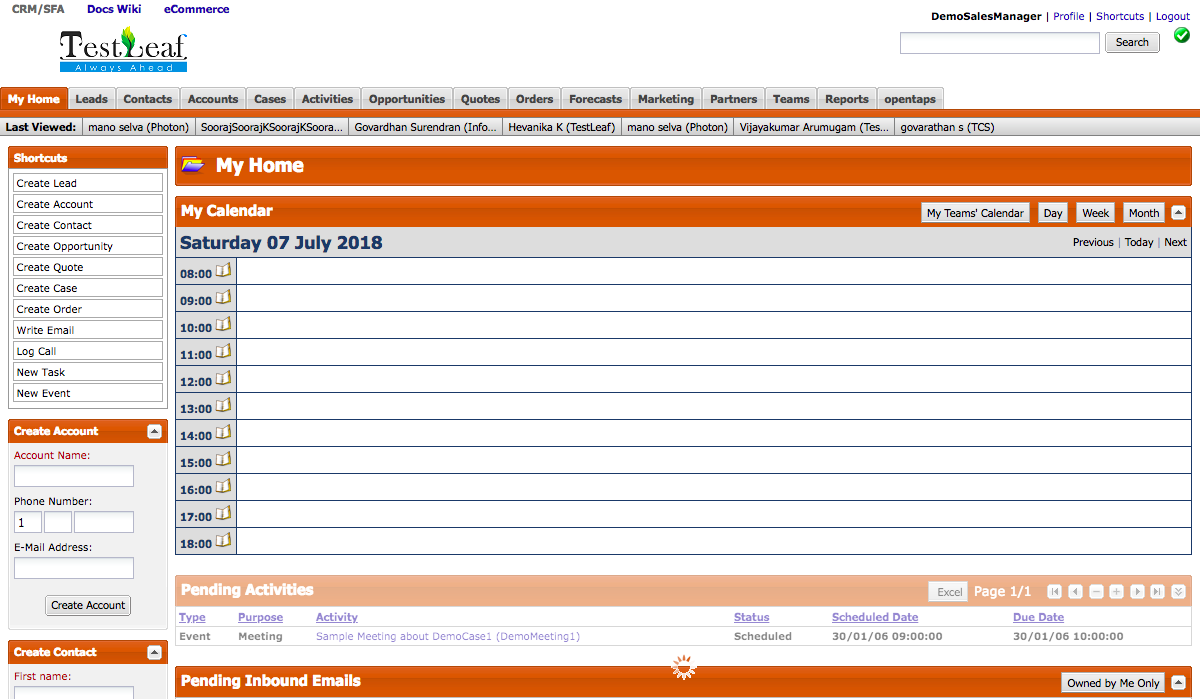 CRM/SFA Docs Wiki eCommerce
DemoSalesManager | Profile | Shortcuts | Logout
TestLeaf
Always Ahead
Search
My Home Leads Contacts Accounts Cases Activities Opportunities Quotes Orders Forecasts Marketing Partners Teams Reports opentaps
Last Viewed: mano selva (Photon) SoorajSoorajKSoorajKSoora... Govardhan Surendran (Info... Hevanika K (TestLeaf) mano selva (Photon) Vijayakumar Arumugam (Tes... govarathan s (TCS)
Shortcuts
Create Lead
Create Account
Create Contact
Create Opportunity
Create Quote
Create Case
Create Order
Write Email
Log Call
New Task
New Event
Create Account
Account Name:
Phone Number:
1
E-Mail Address:
Create Account
Create Contact
First name:
My Home
My Calendar My Teams' Calendar Day Week Month
Saturday 07 July 2018 Previous | Today | Next
08:00
09:00
10:00
11:00
12:00
13:00
14:00
15:00
16:00
17:00
18:00
Pending Activities Excel Page 1/1
Type Purpose Activity Status Scheduled Date Due Date
Event Meeting Sample Meeting about DemoCase1 (DemoMeeting1) Scheduled 30/01/06 09:00:00 30/01/06 10:00:00
Pending Inbound Emails Owned by Me Only